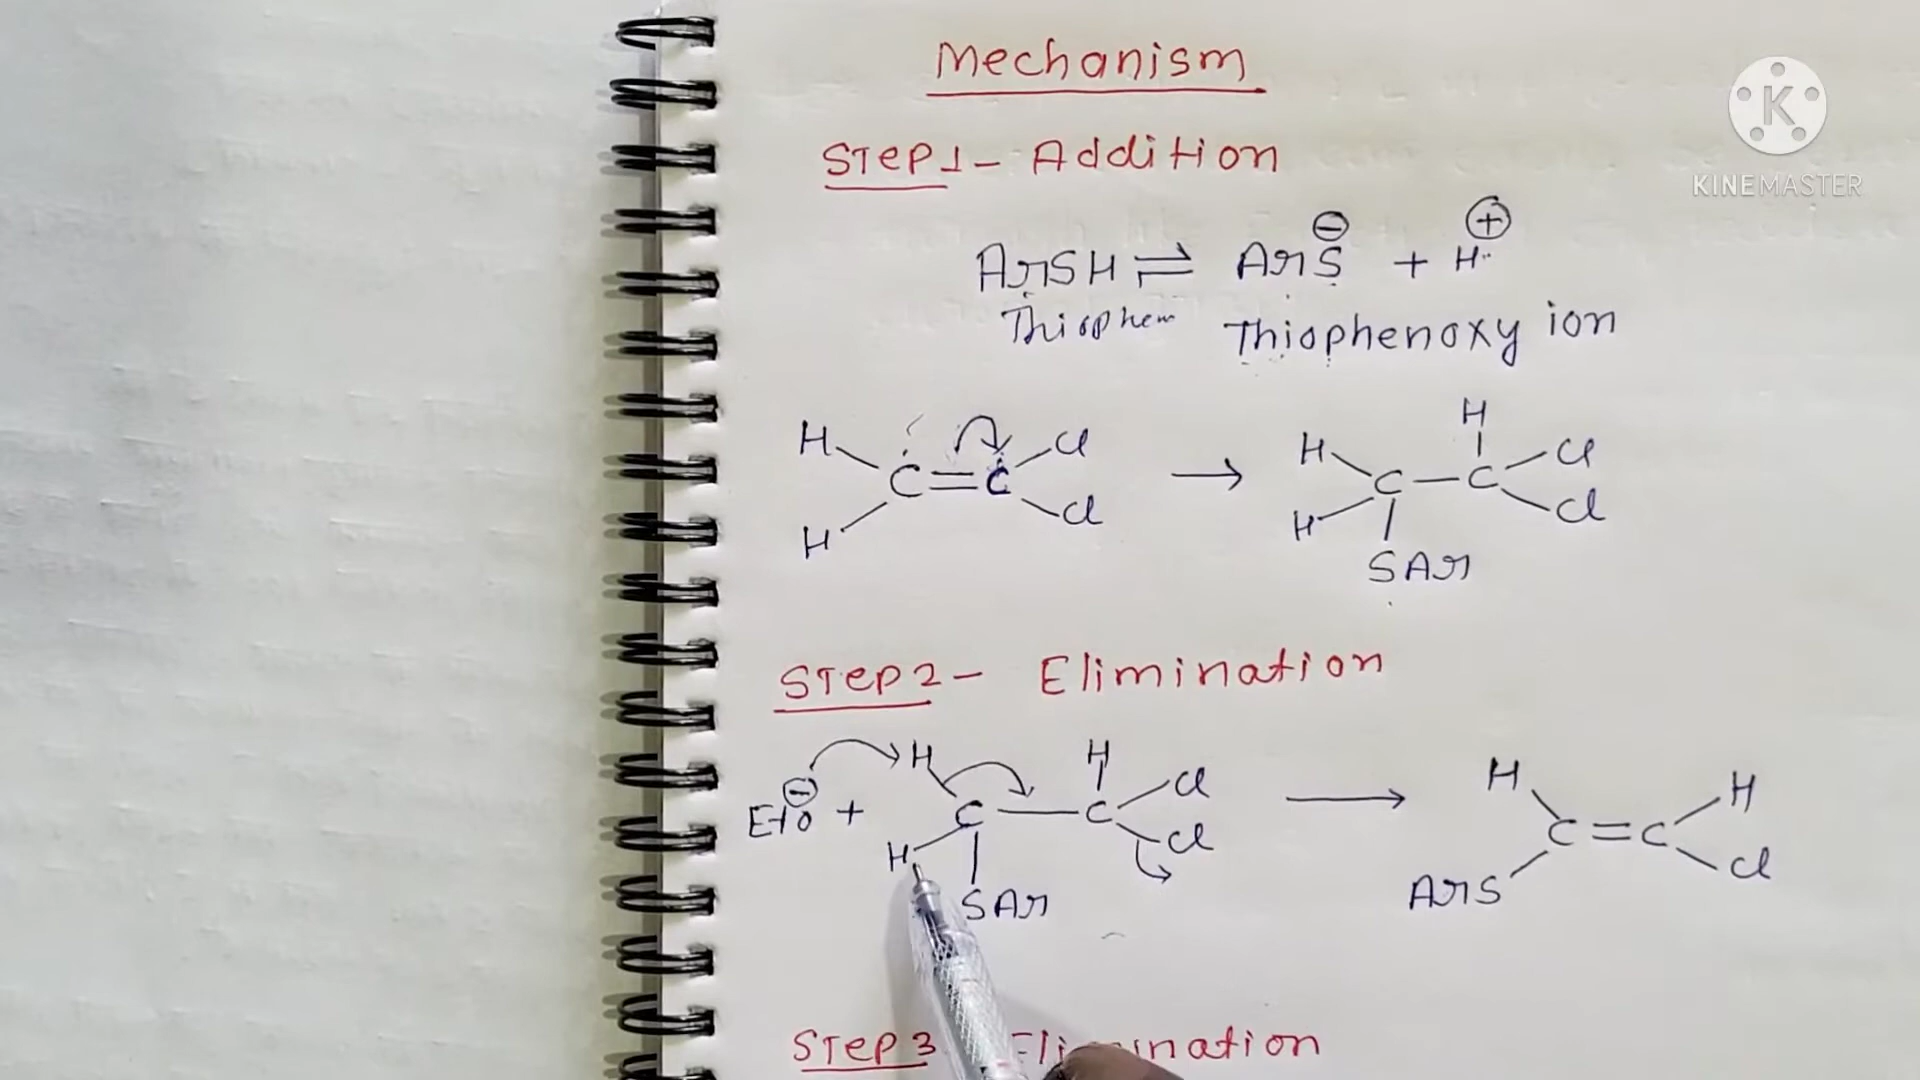 Mechanism
K
KINEMASTER
STEP1 - Addition
ArSH ⇌ ArS⊖ + H⊕
Thiophen Thiophenoxy ion
H C=C Cl → H C-C H Cl
H Cl H SAr Cl
STEP2 - Elimination
EtO⊖ + H C-C H Cl → H C=C H
H SAr Cl ArS Cl
STEP3 Elimination